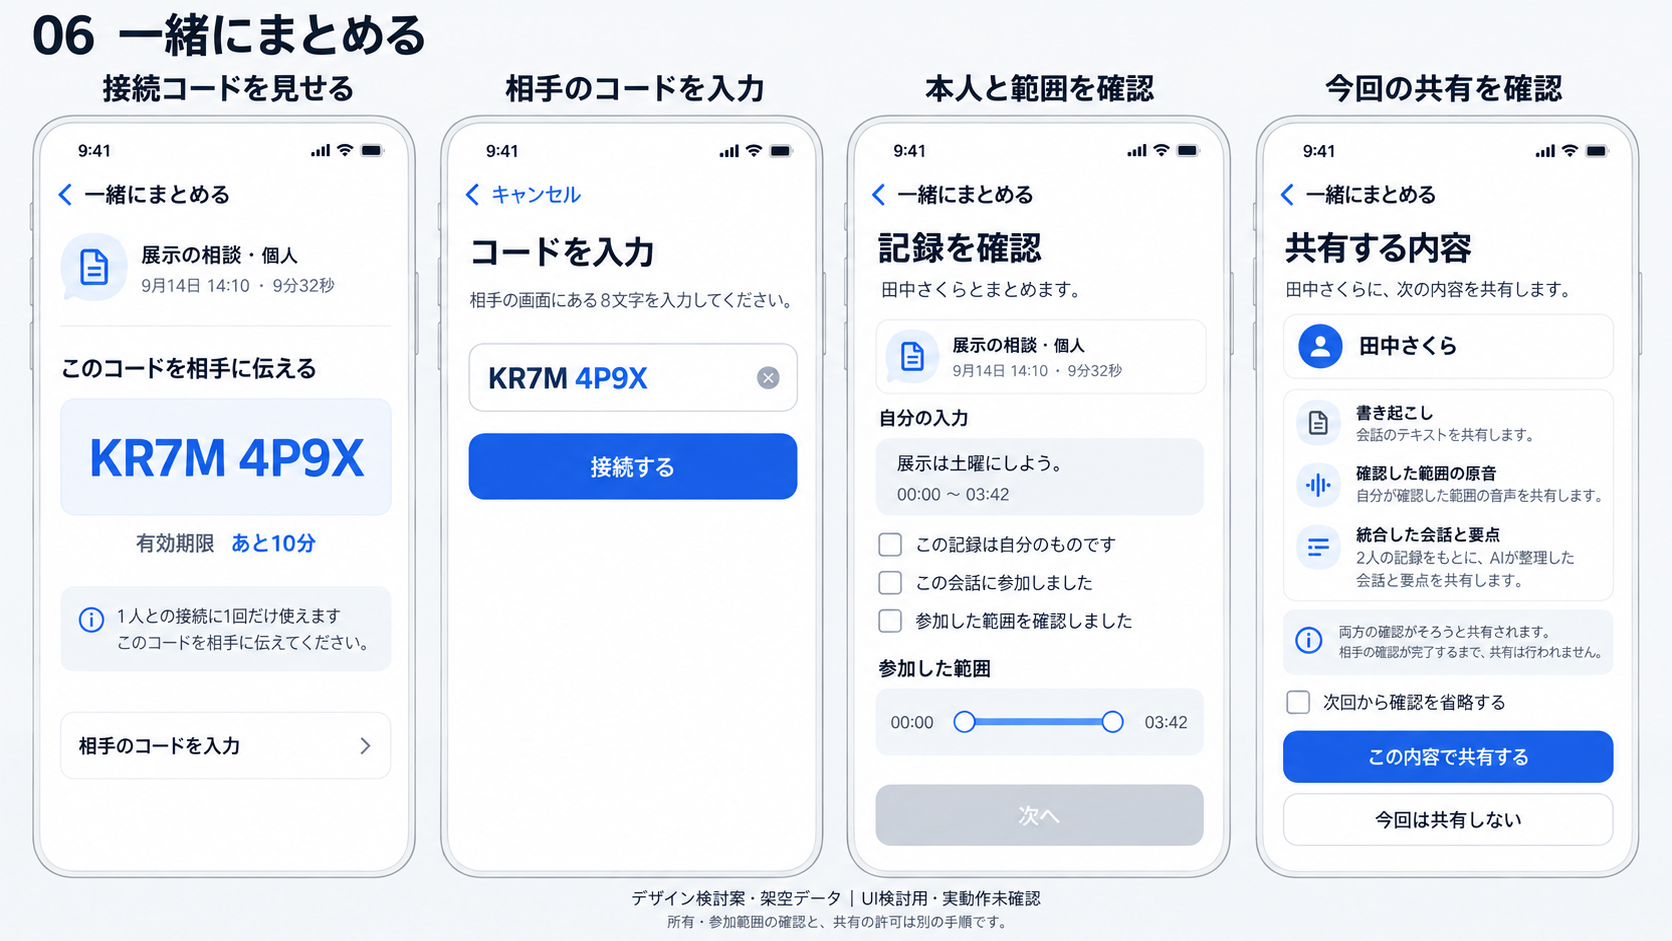 06 一緒にまとめる
接続コードを見せる
9:41
一緒にまとめる
展示の相談・個人
9月14日 14:10 ・ 9分32秒
このコードを相手に伝える
KR7M 4P9X
有効期限 あと10分
1人との接続に1回だけ使えます
このコードを相手に伝えてください。
相手のコードを入力
相手のコードを入力
9:41
キャンセル
コードを入力
相手の画面にある8文字を入力してください。
KR7M 4P9X
接続する
本人と範囲を確認
9:41
一緒にまとめる
記録を確認
田中さくらとまとめます。
展示の相談・個人
9月14日 14:10 ・ 9分32秒
自分の入力
展示は土曜にしよう。
00:00 〜 03:42
この記録は自分のものです
この会話に参加しました
参加した範囲を確認しました
参加した範囲
00:00 03:42
次へ
今回の共有を確認
9:41
一緒にまとめる
共有する内容
田中さくらに、次の内容を共有します。
田中さくら
書き起こし
会話のテキストを共有します。
確認した範囲の原音
自分が確認した範囲の音声を共有します。
統合した会話と要点
2人の記録をもとに、AIが整理した
会話と要点を共有します。
両方の確認がそろうと共有されます。
相手の確認が完了するまで、共有は行われません。
次回から確認を省略する
この内容で共有する
今回は共有しない
デザイン検討案・架空データ｜UI検討用・実動作未確認
所有・参加範囲の確認と、共有の許可は別の手順です。